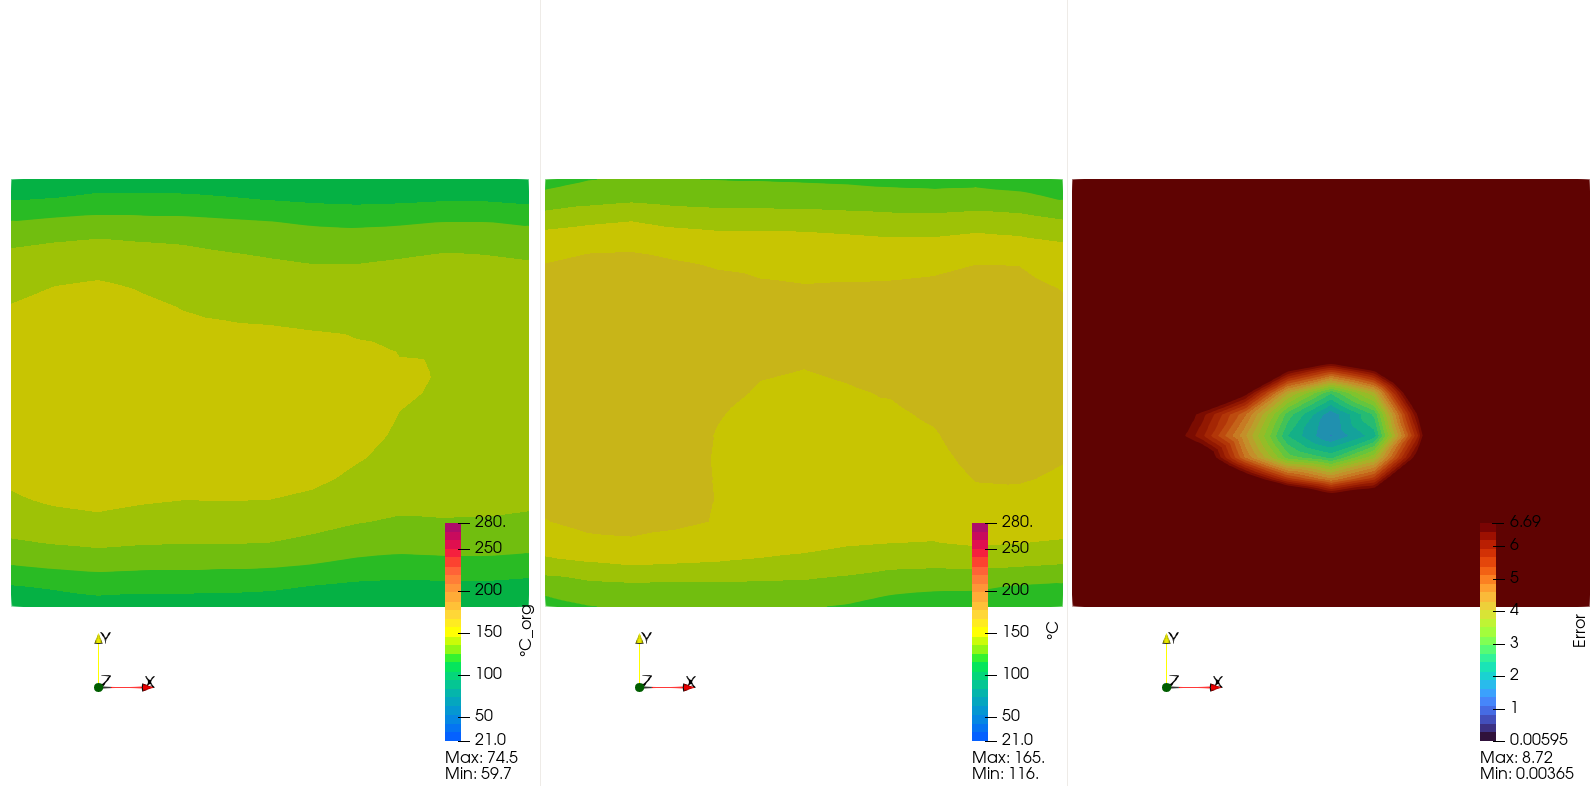 280.
250
200
150
100
50
21.0
°C_org
Max: 74.5
Min: 59.7
Y
Z
X
280.
250
200
150
100
50
21.0
°C
Max: 165.
Min: 116.
Y
Z
X
6.69
6
5
4
3
2
1
0.00595
Error
Max: 8.72
Min: 0.00365
Y
Z
X